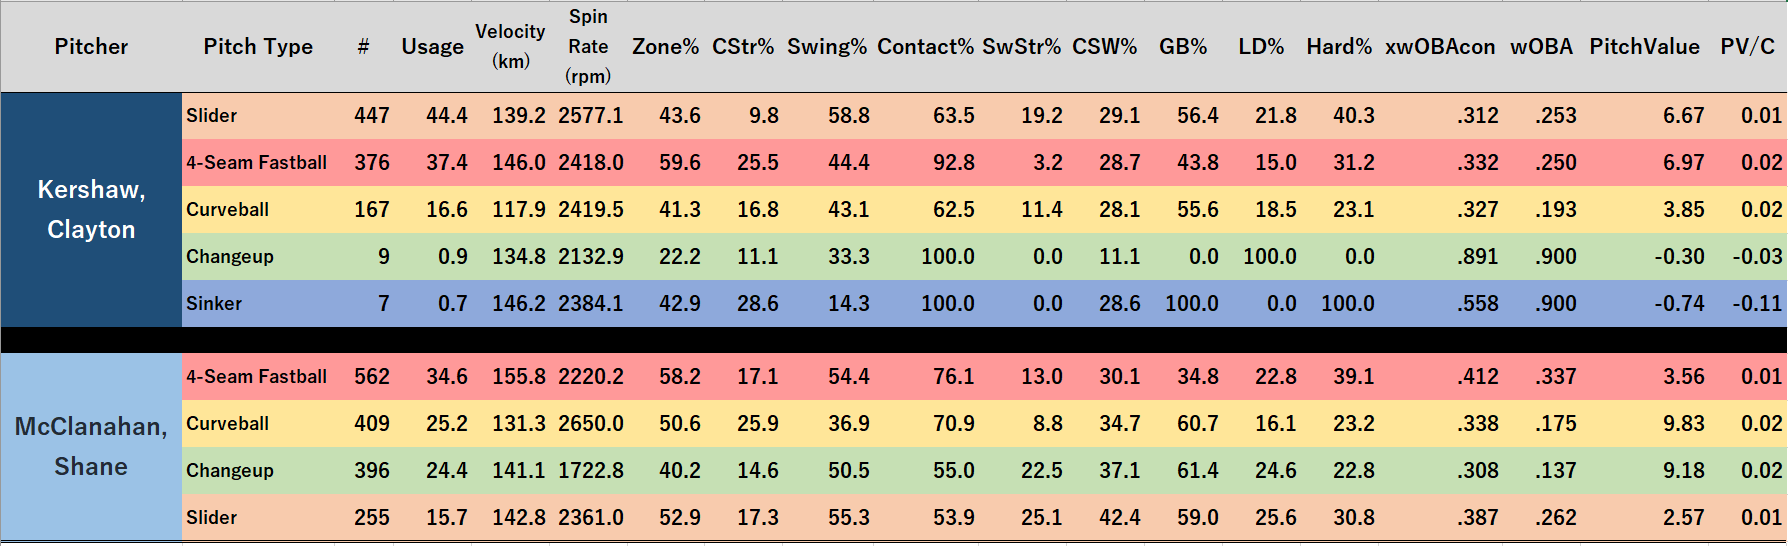 Pitcher Pitch Type # Usage Velocity (km) Spin Rate (rpm) Zone% CStr% Swing% Contact% SwStr% CSW% GB% LD% Hard% xwOBAcon wOBA PitchValue PV/C
Kershaw, Clayton
Slider 447 44.4 139.2 2577.1 43.6 9.8 58.8 63.5 19.2 29.1 56.4 21.8 40.3 .312 .253 6.67 0.01
4-Seam Fastball 376 37.4 146.0 2418.0 59.6 25.5 44.4 92.8 3.2 28.7 43.8 15.0 31.2 .332 .250 6.97 0.02
Curveball 167 16.6 117.9 2419.5 41.3 16.8 43.1 62.5 11.4 28.1 55.6 18.5 23.1 .327 .193 3.85 0.02
Changeup 9 0.9 134.8 2132.9 22.2 11.1 33.3 100.0 0.0 11.1 0.0 100.0 0.0 .891 .900 -0.30 -0.03
Sinker 7 0.7 146.2 2384.1 42.9 28.6 14.3 100.0 0.0 28.6 100.0 0.0 100.0 .558 .900 -0.74 -0.11
McClanahan, Shane
4-Seam Fastball 562 34.6 155.8 2220.2 58.2 17.1 54.4 76.1 13.0 30.1 34.8 22.8 39.1 .412 .337 3.56 0.01
Curveball 409 25.2 131.3 2650.0 50.6 25.9 36.9 70.9 8.8 34.7 60.7 16.1 23.2 .338 .175 9.83 0.02
Changeup 396 24.4 141.1 1722.8 40.2 14.6 50.5 55.0 22.5 37.1 61.4 24.6 22.8 .308 .137 9.18 0.02
Slider 255 15.7 142.8 2361.0 52.9 17.3 55.3 53.9 25.1 42.4 59.0 25.6 30.8 .387 .262 2.57 0.01